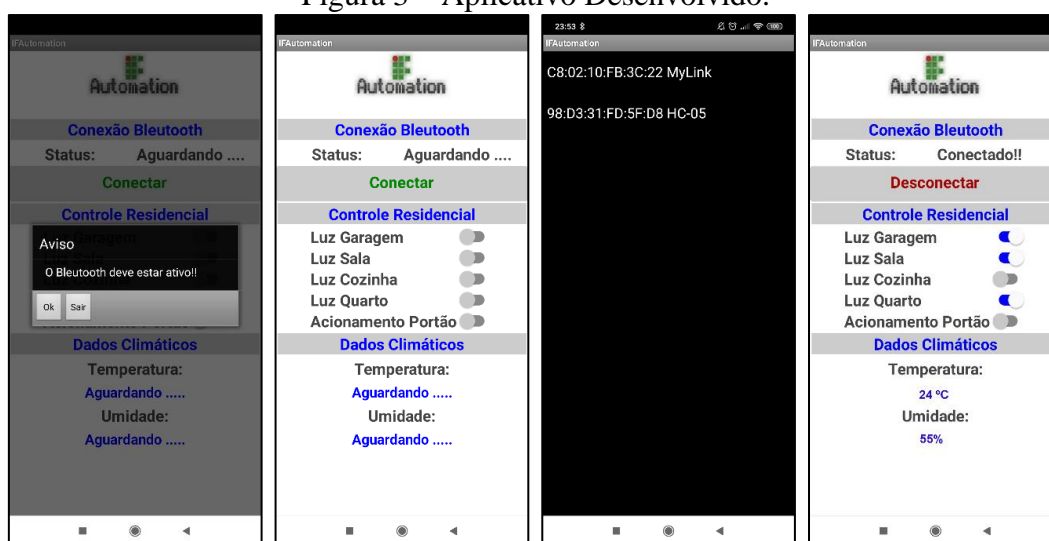 Figura 3 – Aplicativo Desenvolvido.
IFAutomation
Automation
Conexão Bleutooth
Status: Aguardando ....
Conectar
Controle Residencial
Aviso
O Bleutooth deve estar ativo!!
Ok Sair
Dados Climáticos
Temperatura:
Aguardando .....
Umidade:
Aguardando .....
IFAutomation
Automation
Conexão Bleutooth
Status: Aguardando ....
Conectar
Controle Residencial
Luz Garagem
Luz Sala
Luz Cozinha
Luz Quarto
Acionamento Portão
Dados Climáticos
Temperatura:
Aguardando .....
Umidade:
Aguardando .....
23:53 100
IFAutomation
C8:02:10:FB:3C:22 MyLink
98:D3:31:FD:5F:D8 HC-05
IFAutomation
Automation
Conexão Bleutooth
Status: Conectado!!
Desconectar
Controle Residencial
Luz Garagem
Luz Sala
Luz Cozinha
Luz Quarto
Acionamento Portão
Dados Climáticos
Temperatura:
24 ºC
Umidade:
55%